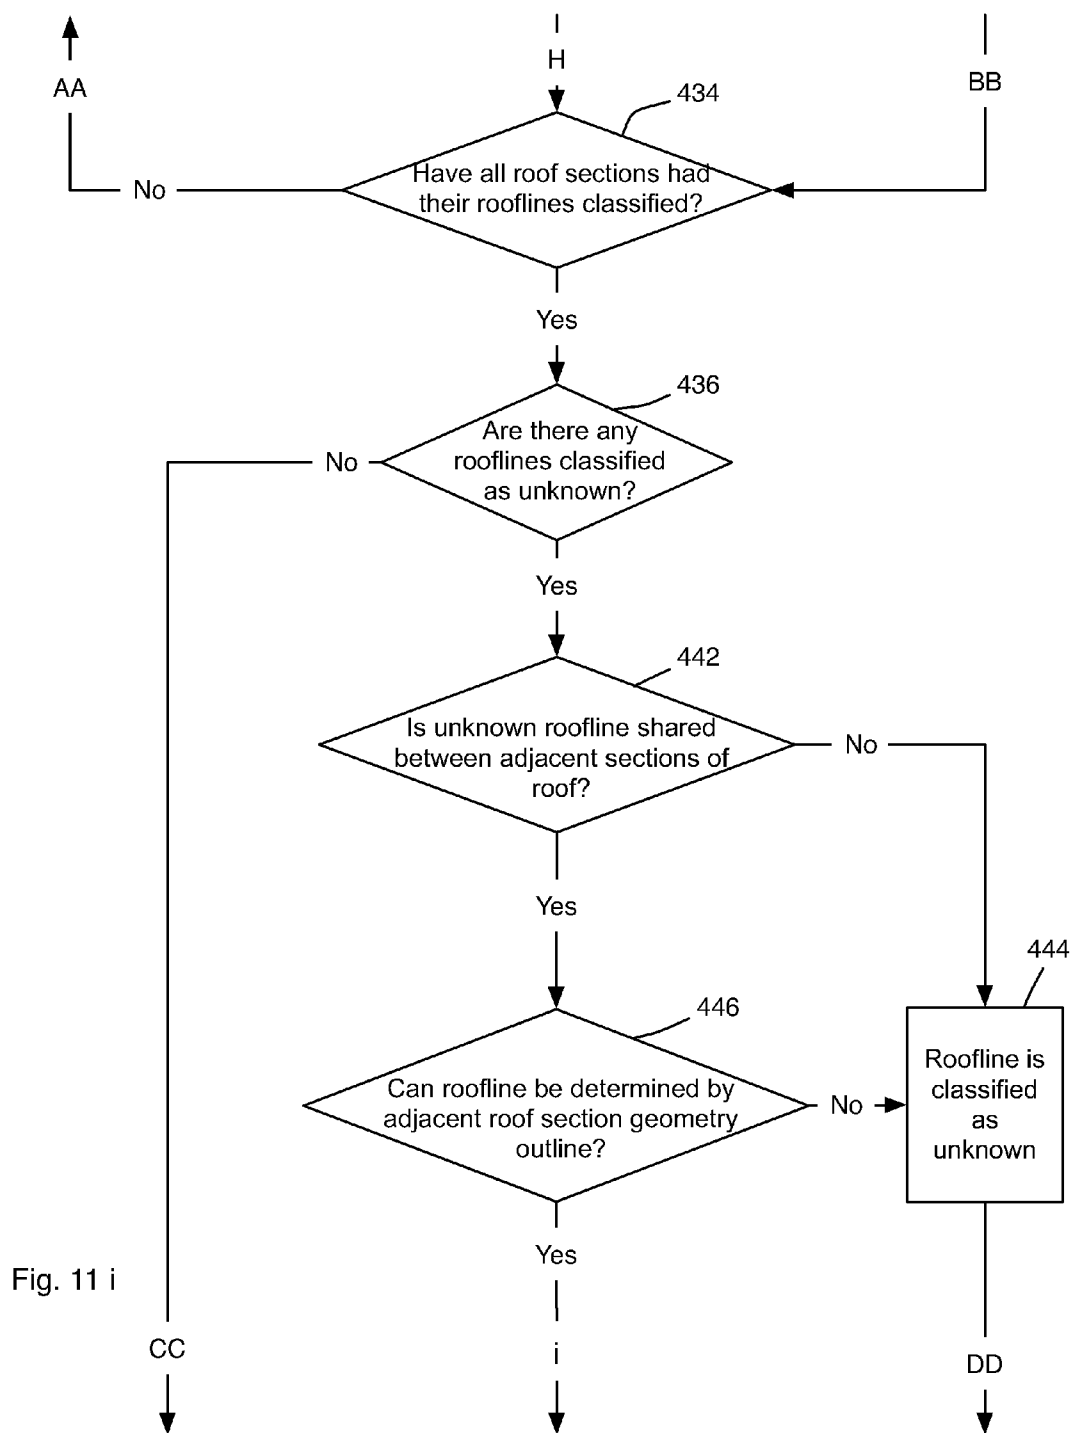 H
AA
BB
434
Have all roof sections had
their rooflines classified?
No
Yes
436
Are there any
rooflines classified
as unknown?
No
Yes
442
Is unknown roofline shared
between adjacent sections of
roof?
No
Yes
444
446
Can roofline be determined by
adjacent roof section geometry
outline?
No
Roofline is
classified
as
unknown
Yes
Fig. 11 i
CC
i
DD